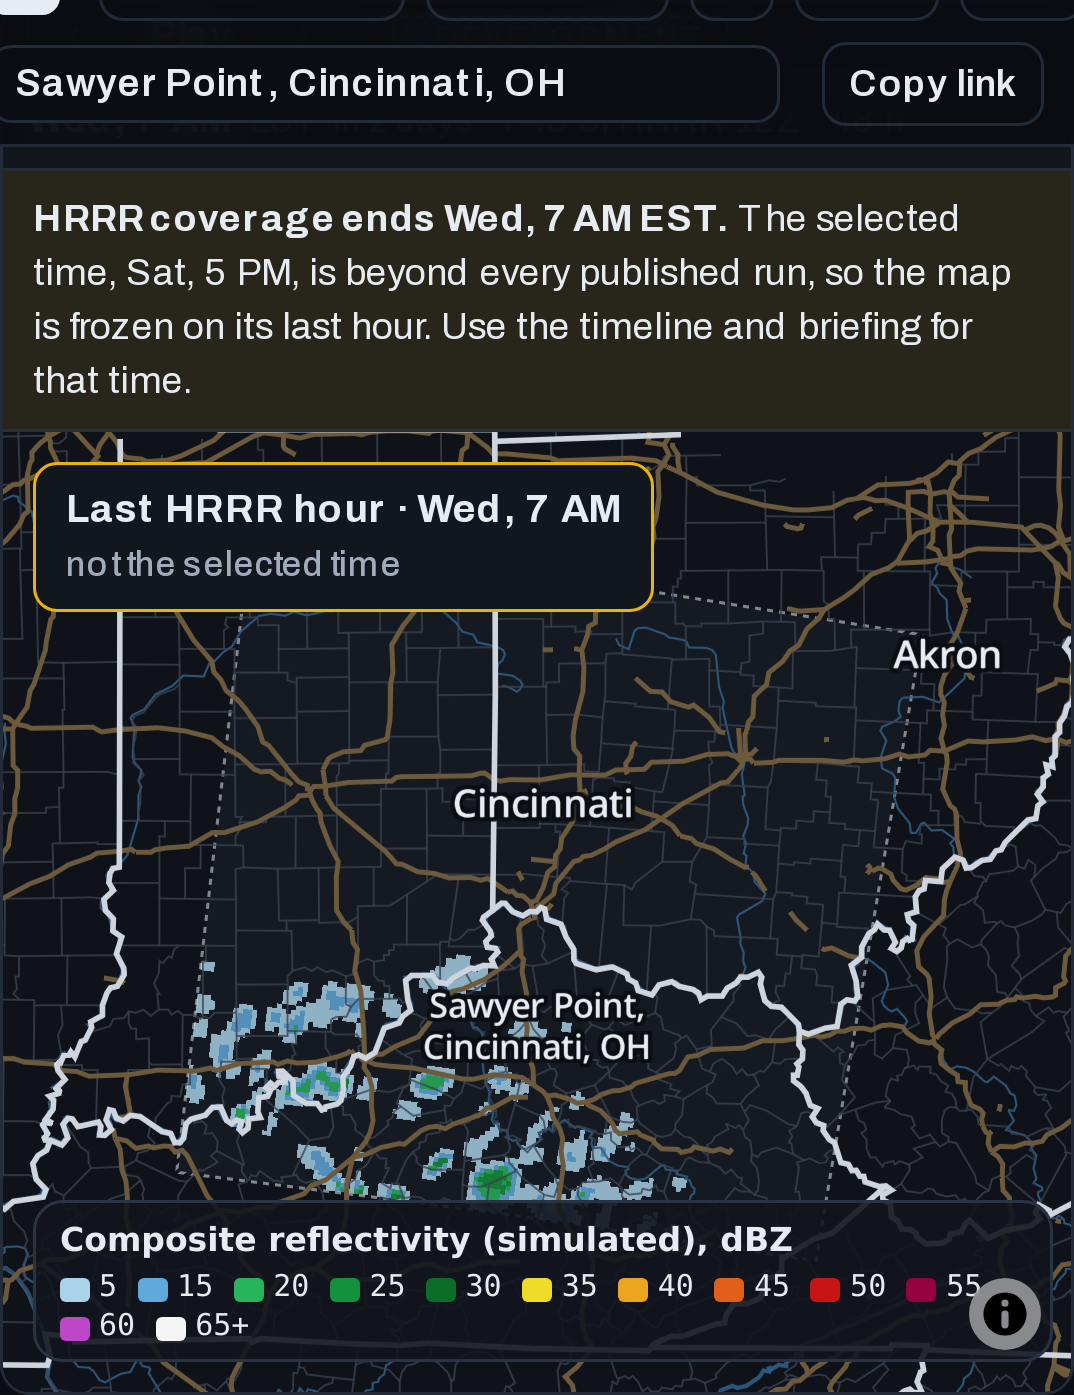 Sawyer Point, Cincinnati, OH
Copy link
HRRR coverage ends Wed, 7 AM EST. The selected
time, Sat, 5 PM, is beyond every published run, so the map
is frozen on its last hour. Use the timeline and briefing for
that time.
Last HRRR hour · Wed, 7 AM
not the selected time
Akron
Cincinnati
Sawyer Point,
Cincinnati, OH
Composite reflectivity (simulated), dBZ
5 15 20 25 30 35 40 45 50 55
60 65+